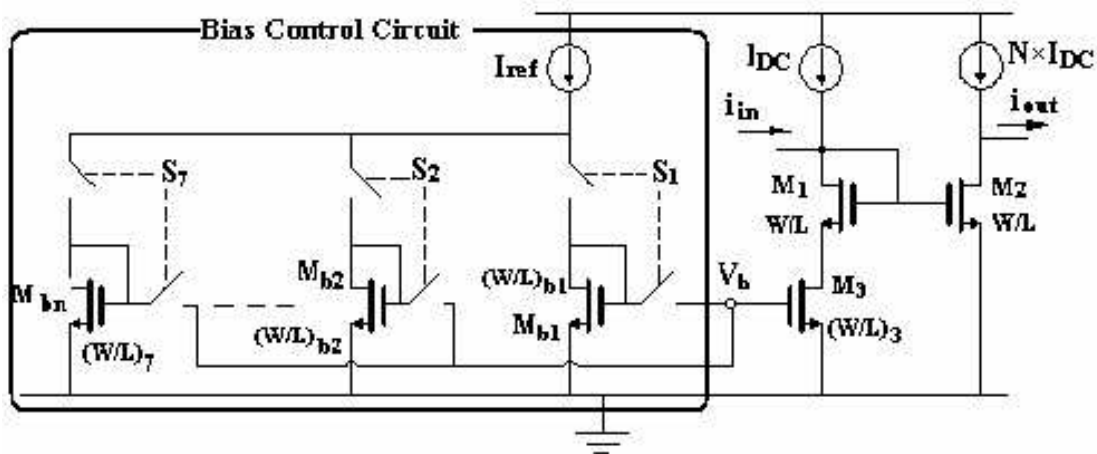 Bias Control Circuit
Iref
IDC
N×IDC
iin
iout
S7
S2
S1
M1
M2
W/L
W/L
Mbn
Mb2
(W/L)b1
Vb
M3
(W/L)7
(W/L)b2
Mb1
(W/L)3